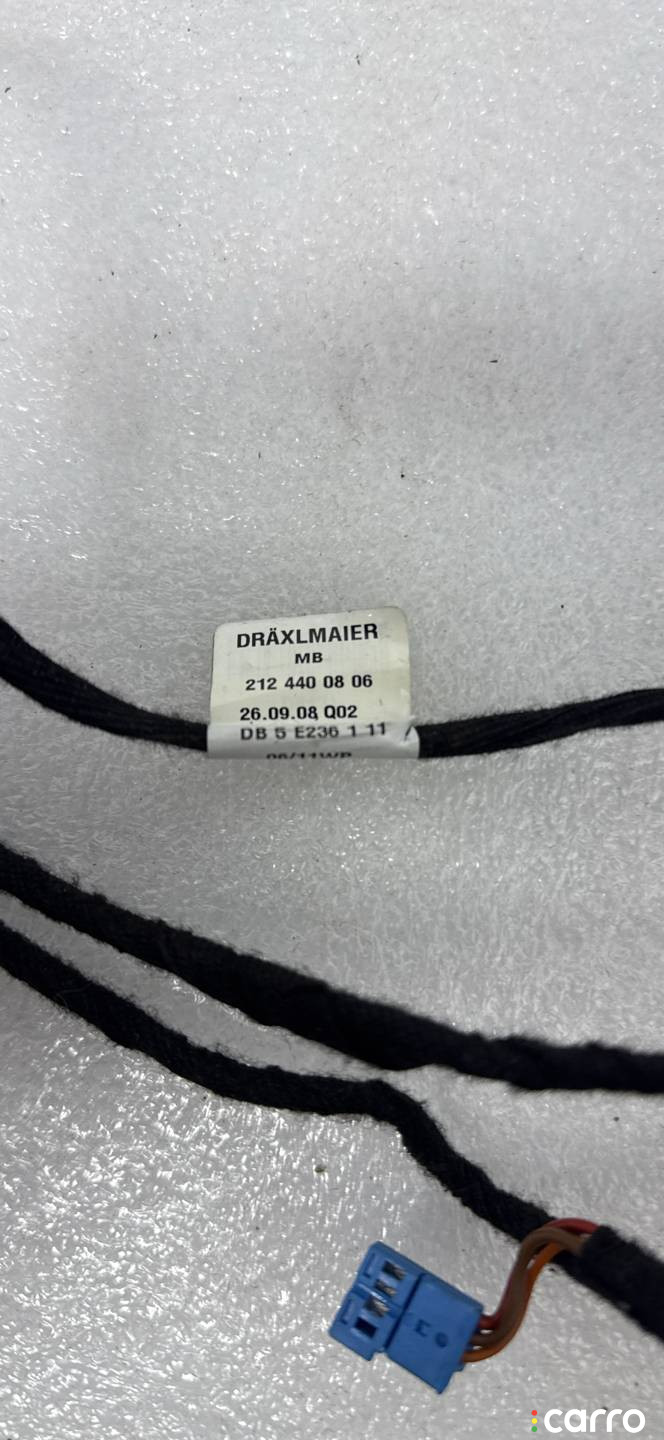 DRÄXLMAIER
MB
212 440 08 06
26.09.08 Q02
DB 5 E236 1 11
carro